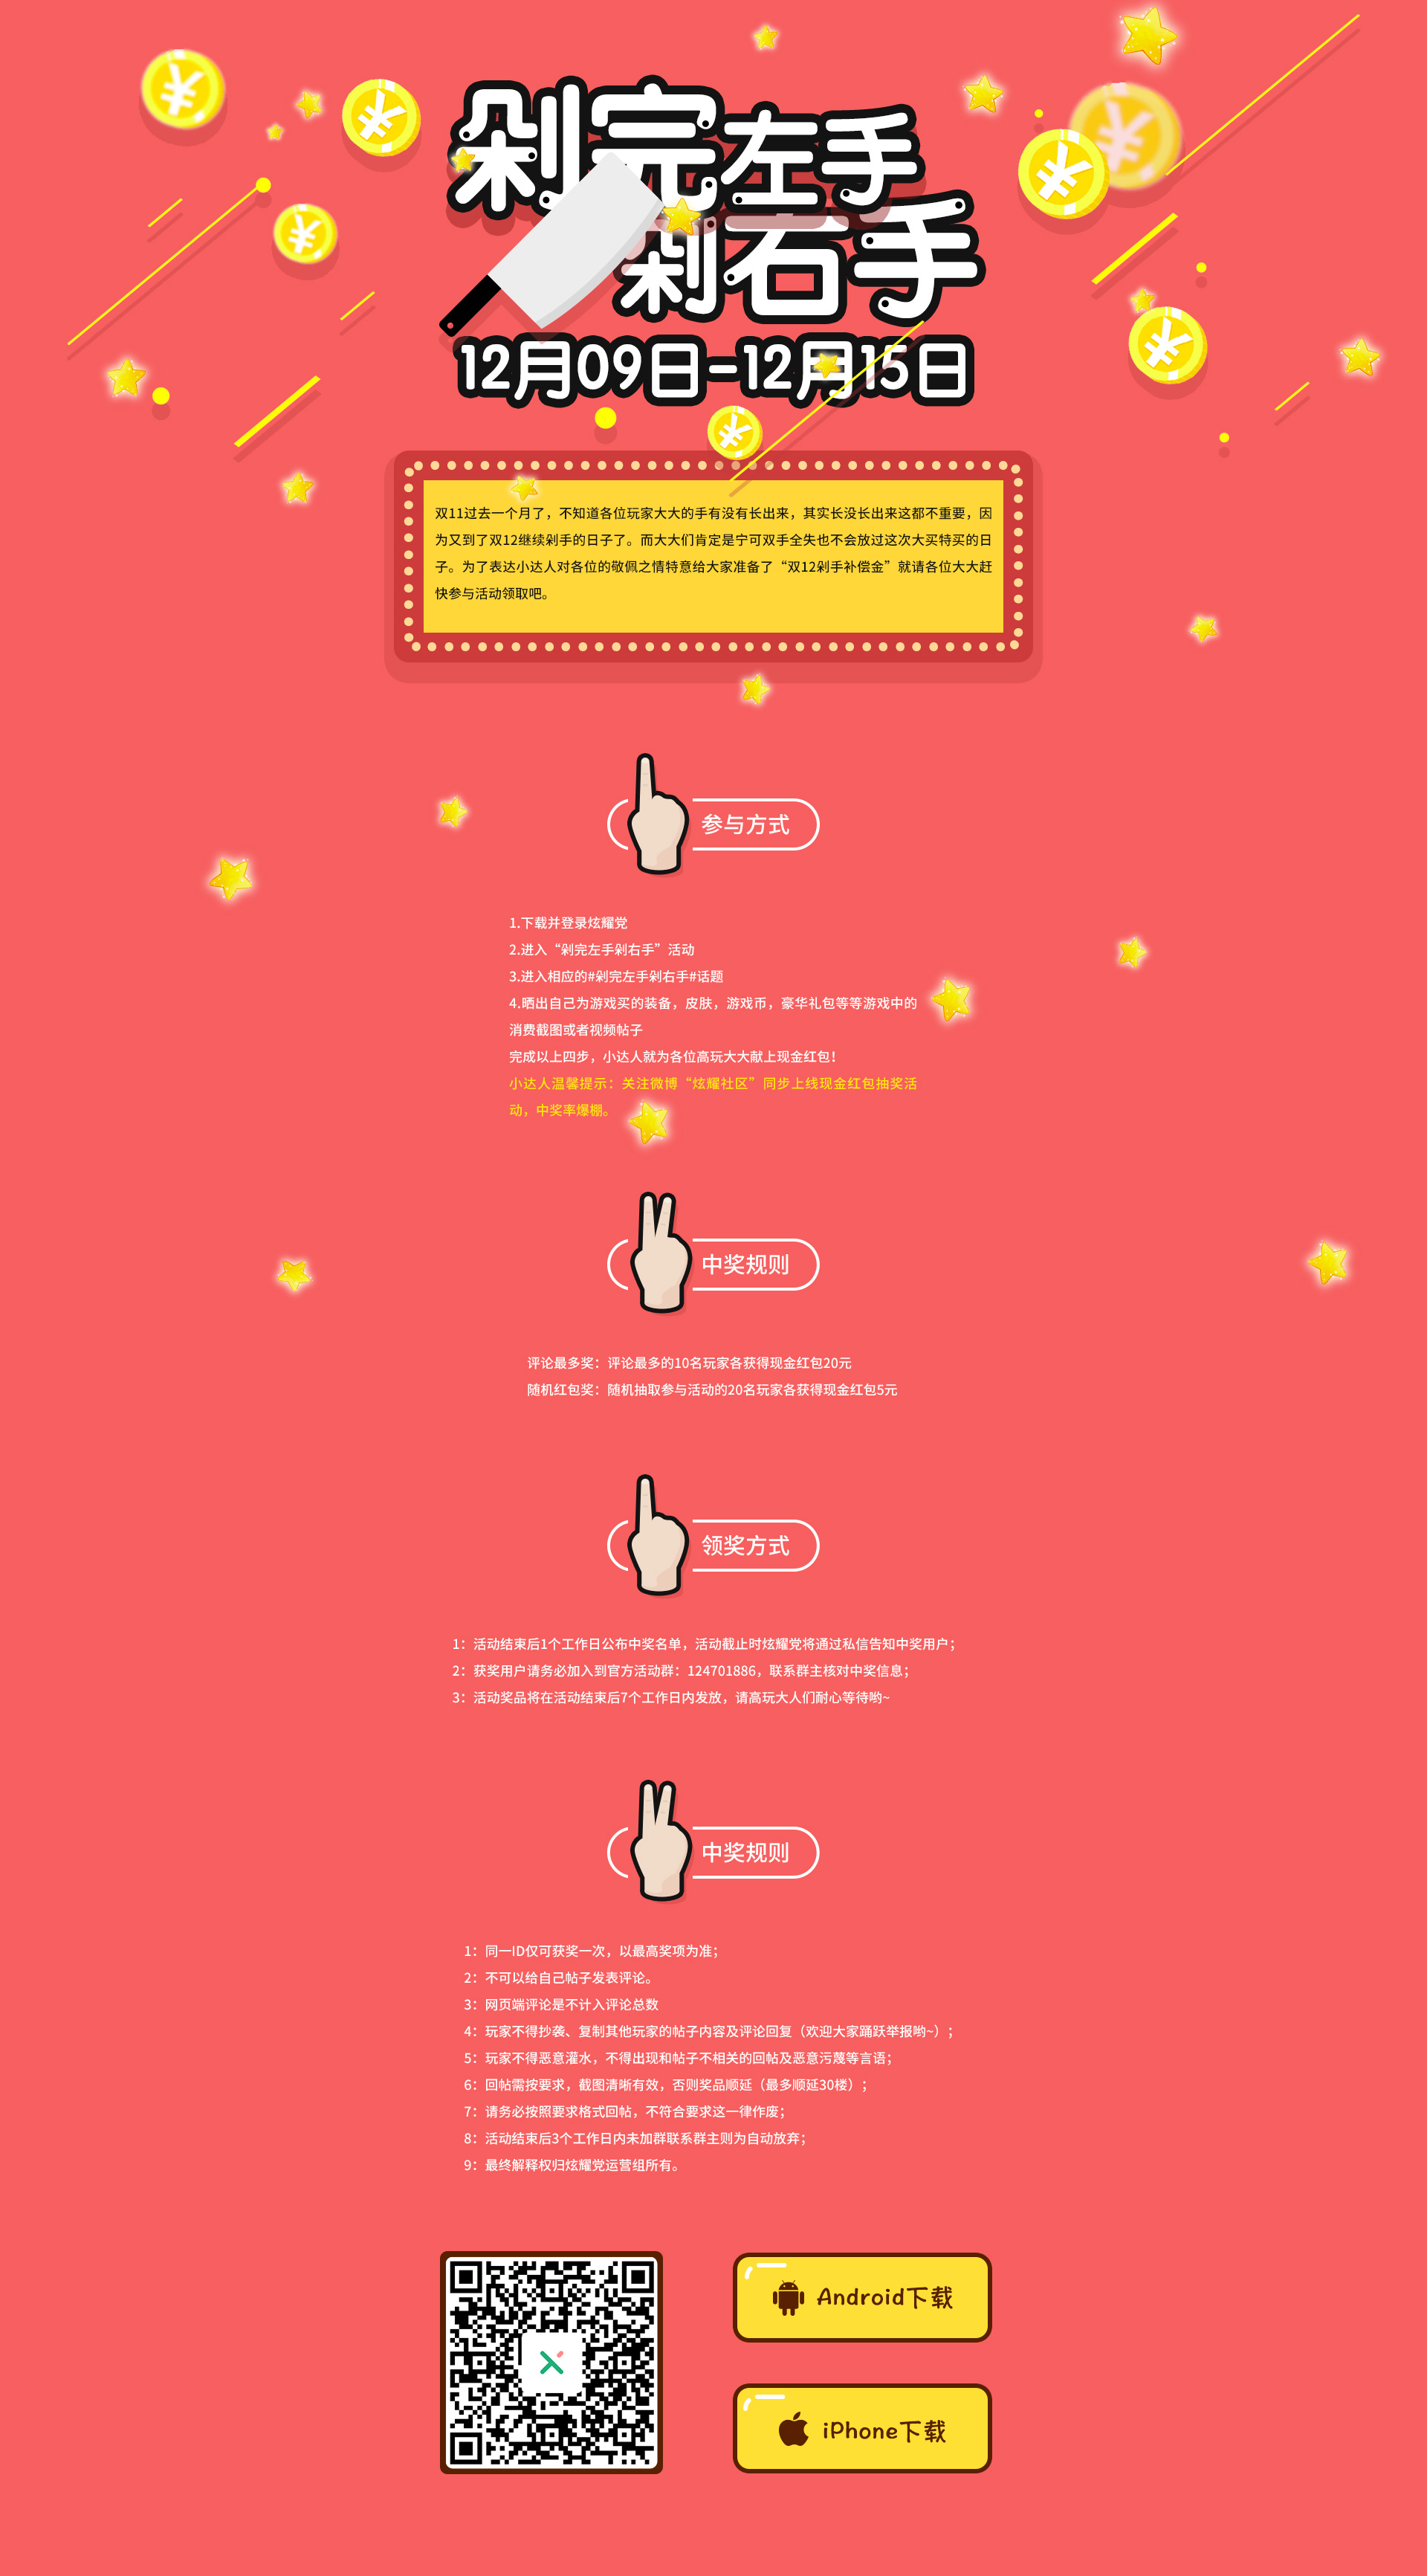 剁完左手
剁右手
12月09日-12月15日
双11过去一个月了，不知道各位玩家大大的手有没有长出来，其实长没长出来这都不重要，因
为又到了双12继续剁手的日子了。而大大们肯定是宁可双手全失也不会放过这次大买特买的日
子。为了表达小达人对各位的敬佩之情特意给大家准备了“双12剁手补偿金”就请各位大大赶
快参与活动领取吧。
参与方式
1.下载并登录炫耀党
2.进入“剁完左手剁右手”活动
3.进入相应的#剁完左手剁右手#话题
4.晒出自己为游戏买的装备，皮肤，游戏币，豪华礼包等等游戏中的
消费截图或者视频帖子
完成以上四步，小达人就为各位高玩大大献上现金红包！
小达人温馨提示：关注微博“炫耀社区”同步上线现金红包抽奖活
动，中奖率爆棚。
中奖规则
评论最多奖：评论最多的10名玩家各获得现金红包20元
随机红包奖：随机抽取参与活动的20名玩家各获得现金红包5元
领奖方式
1：活动结束后1个工作日公布中奖名单，活动截止时炫耀党将通过私信告知中奖用户；
2：获奖用户请务必加入到官方活动群：124701886，联系群主核对中奖信息；
3：活动奖品将在活动结束后7个工作日内发放，请高玩大人们耐心等待哟~
中奖规则
1：同一ID仅可获奖一次，以最高奖项为准；
2：不可以给自己帖子发表评论。
3：网页端评论是不计入评论总数
4：玩家不得抄袭、复制其他玩家的帖子内容及评论回复（欢迎大家踊跃举报哟~）；
5：玩家不得恶意灌水，不得出现和帖子不相关的回帖及恶意污蔑等言语；
6：回帖需按要求，截图清晰有效，否则奖品顺延（最多顺延30楼）；
7：请务必按照要求格式回帖，不符合要求这一律作废；
8：活动结束后3个工作日内未加群联系群主则为自动放弃；
9：最终解释权归炫耀党运营组所有。
Android下载
iPhone下载